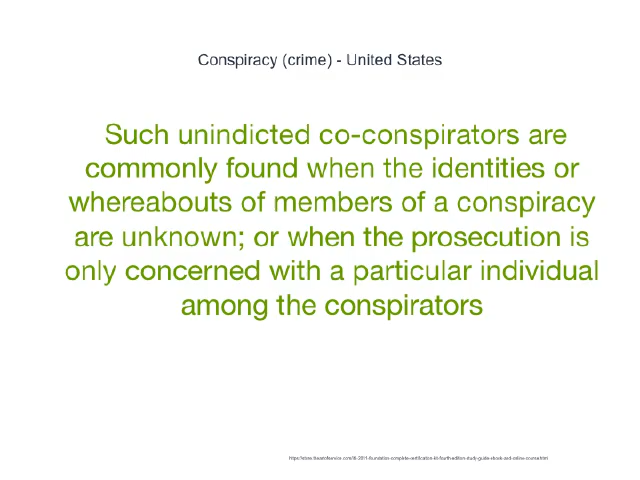 Conspiracy (crime) - United States
Such unindicted co-conspirators are
commonly found when the identities or
whereabouts of members of a conspiracy
are unknown; or when the prosecution is
only concerned with a particular individual
among the conspirators